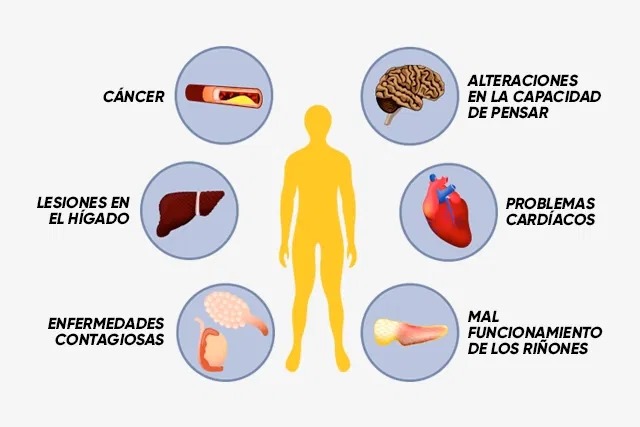 CÁNCER
ALTERACIONES
EN LA CAPACIDAD
DE PENSAR
LESIONES EN
EL HÍGADO
PROBLEMAS
CARDÍACOS
ENFERMEDADES
CONTAGIOSAS
MAL
FUNCIONAMIENTO
DE LOS RIÑONES